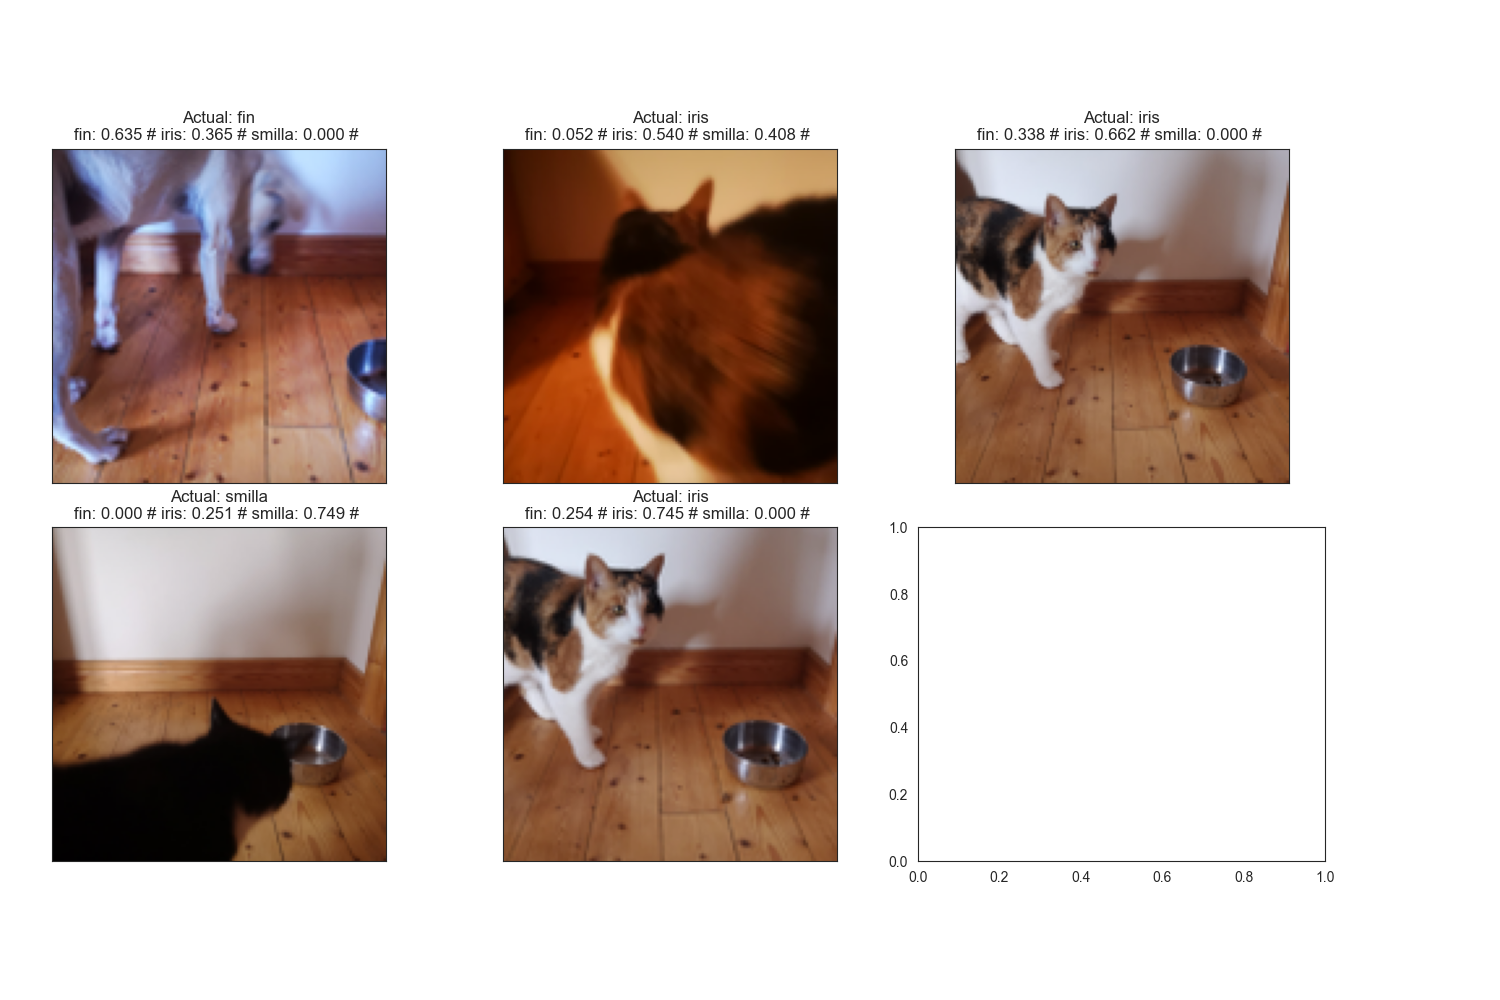 Actual: fin
fin: 0.635 # iris: 0.365 # smilla: 0.000 #
Actual: iris
fin: 0.052 # iris: 0.540 # smilla: 0.408 #
Actual: iris
fin: 0.338 # iris: 0.662 # smilla: 0.000 #
Actual: smilla
fin: 0.000 # iris: 0.251 # smilla: 0.749 #
Actual: iris
fin: 0.254 # iris: 0.745 # smilla: 0.000 #
1.0
0.8
0.6
0.4
0.2
0.0
0.0 0.2 0.4 0.6 0.8 1.0